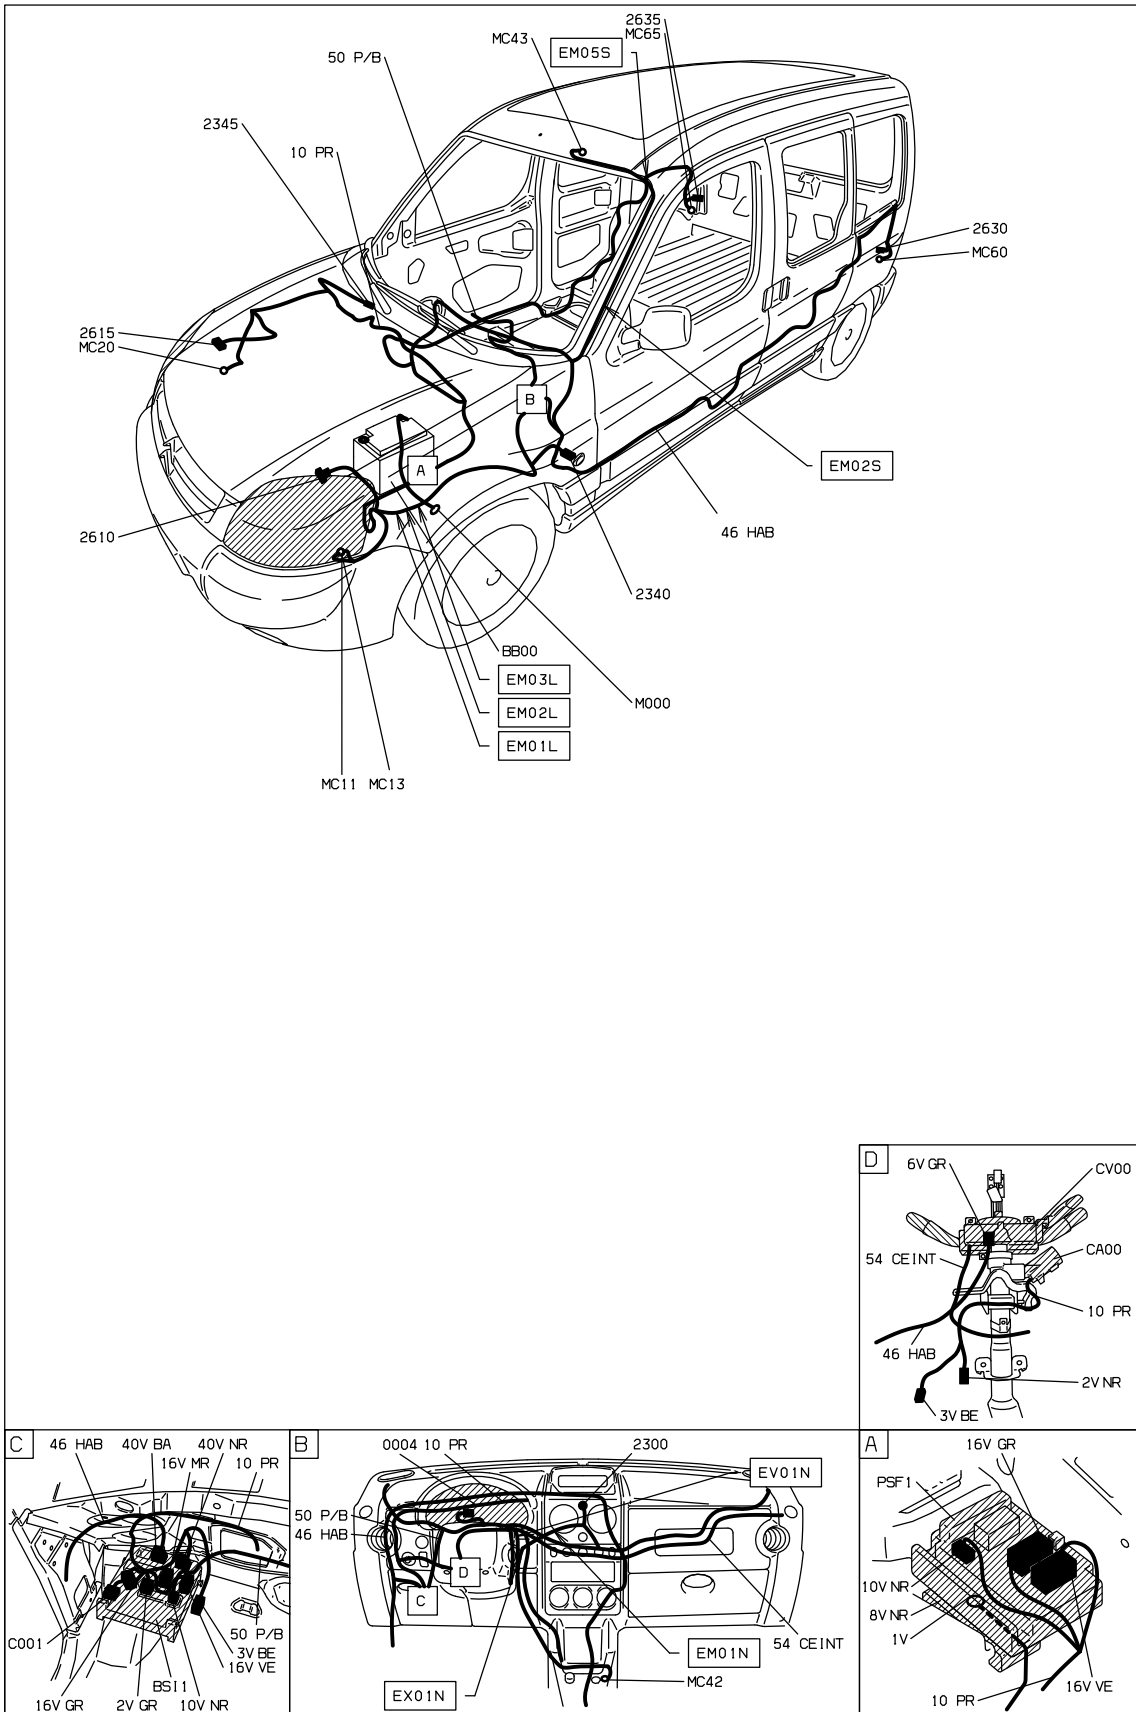 2635
MC43
MC65
EM05S
50 P/B
2345
10 PR
2630
MC60
2615
MC20
B
A
EM02S
46 HAB
2610
2340
BB00
EM03L
M000
EM02L
EM01L
MC11 MC13
D
6V GR
CV00
CA00
54 CEINT
10 PR
46 HAB
2V NR
3V BE
C
46 HAB
40V BA
40V NR
16V MR
10 PR
C001
50 P/B
3V BE
16V VE
BSI1
16V GR
2V GR
10V NR
B
0004 10 PR
2300
EV01N
50 P/B
46 HAB
D
C
54 CEINT
EM01N
MC42
EX01N
A
16V GR
PSF1
10V NR
8V NR
1V
16V VE
10 PR